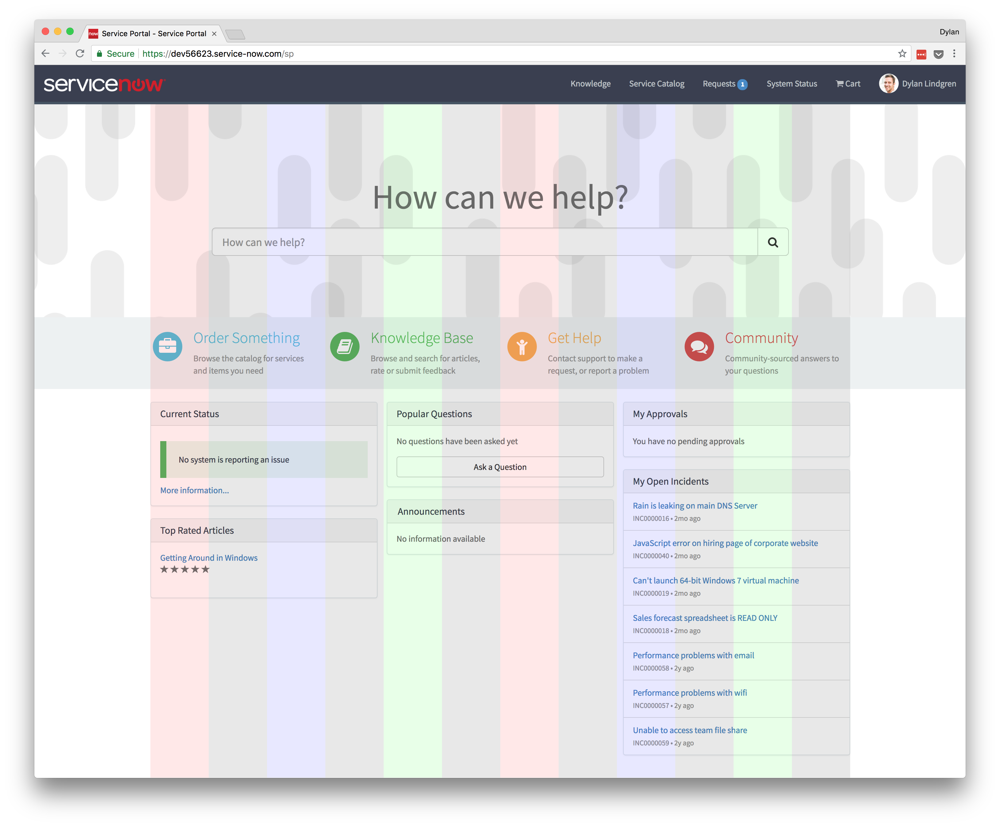 now Service Portal - Service Portal
Dylan
Secure https://dev56623.service-now.com/sp
servicenow
Knowledge Service Catalog Requests 1 System Status Cart Dylan Lindgren
How can we help?
How can we help?
Order Something
Browse the catalog for services
and items you need
Knowledge Base
Browse and search for articles,
rate or submit feedback
Get Help
Contact support to make a
request, or report a problem
Community
Community-sourced answers to
your questions
Current Status
No system is reporting an issue
More information...
Top Rated Articles
Getting Around in Windows
Popular Questions
No questions have been asked yet
Ask a Question
Announcements
No information available
My Approvals
You have no pending approvals
My Open Incidents
Rain is leaking on main DNS Server
INC0000016 • 2mo ago
JavaScript error on hiring page of corporate website
INC0000040 • 2mo ago
Can't launch 64-bit Windows 7 virtual machine
INC0000019 • 2mo ago
Sales forecast spreadsheet is READ ONLY
INC0000018 • 2mo ago
Performance problems with email
INC0000058 • 2y ago
Performance problems with wifi
INC0000057 • 2y ago
Unable to access team file share
INC0000059 • 2y ago